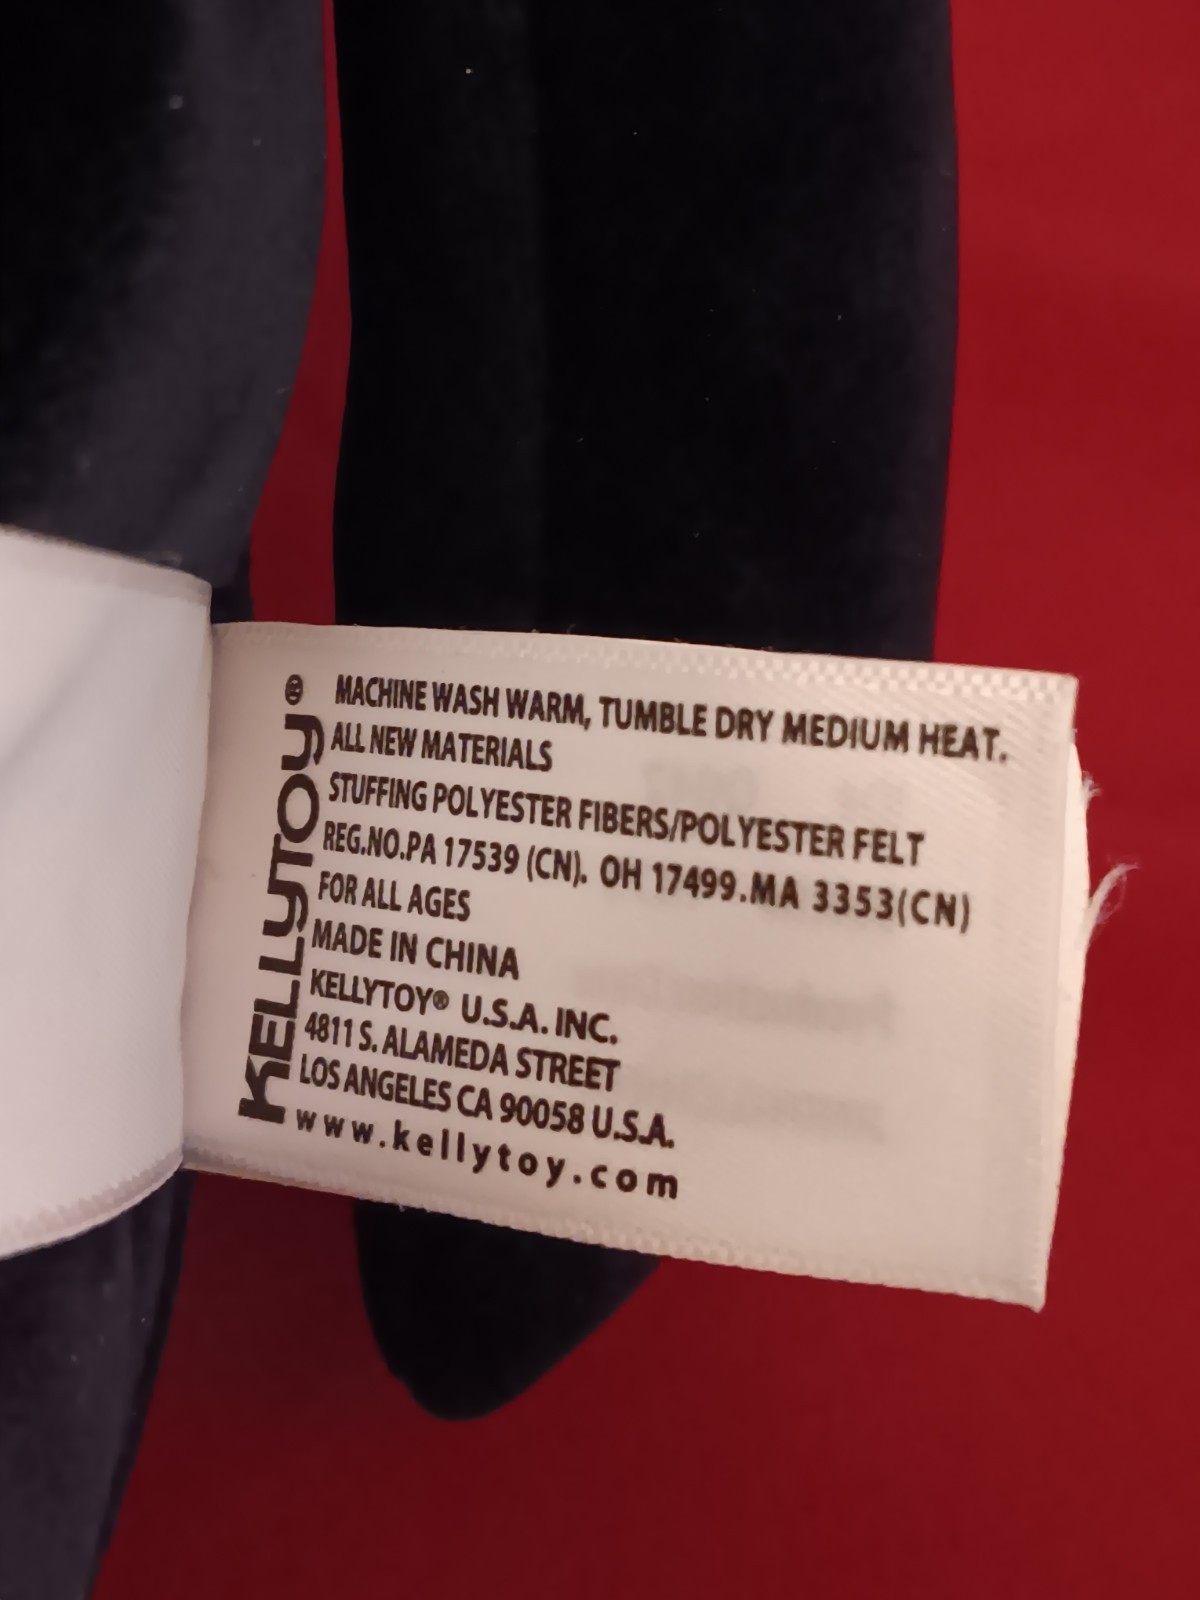 KELLYTOY®
MACHINE WASH WARM, TUMBLE DRY MEDIUM HEAT.
ALL NEW MATERIALS
STUFFING POLYESTER FIBERS/POLYESTER FELT
REG.NO.PA 17539 (CN). OH 17499.MA 3353(CN)
FOR ALL AGES
MADE IN CHINA
KELLYTOY® U.S.A. INC.
4811 S. ALAMEDA STREET
LOS ANGELES CA 90058 U.S.A.
www.kellytoy.com